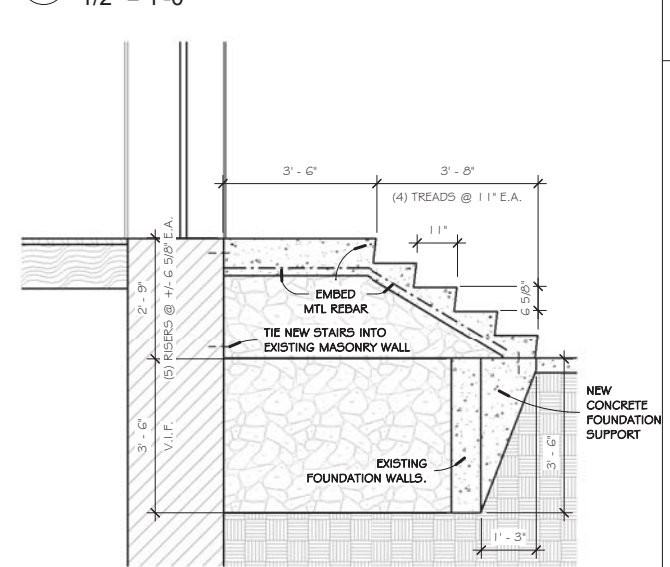 1/2" = 1'-0"
3' - 6"
3' - 8"
(4) TREADS @ 11" E.A.
11"
6 5/8"
2' - 9"
(5) RISERS @ +/- 6 5/8" E.A.
EMBED
MTL REBAR
TIE NEW STAIRS INTO
EXISTING MASONRY WALL
3' - 6"
V.I.F.
EXISTING
FOUNDATION WALLS.
NEW
CONCRETE
FOUNDATION
SUPPORT
3' - 6"
1' - 3"